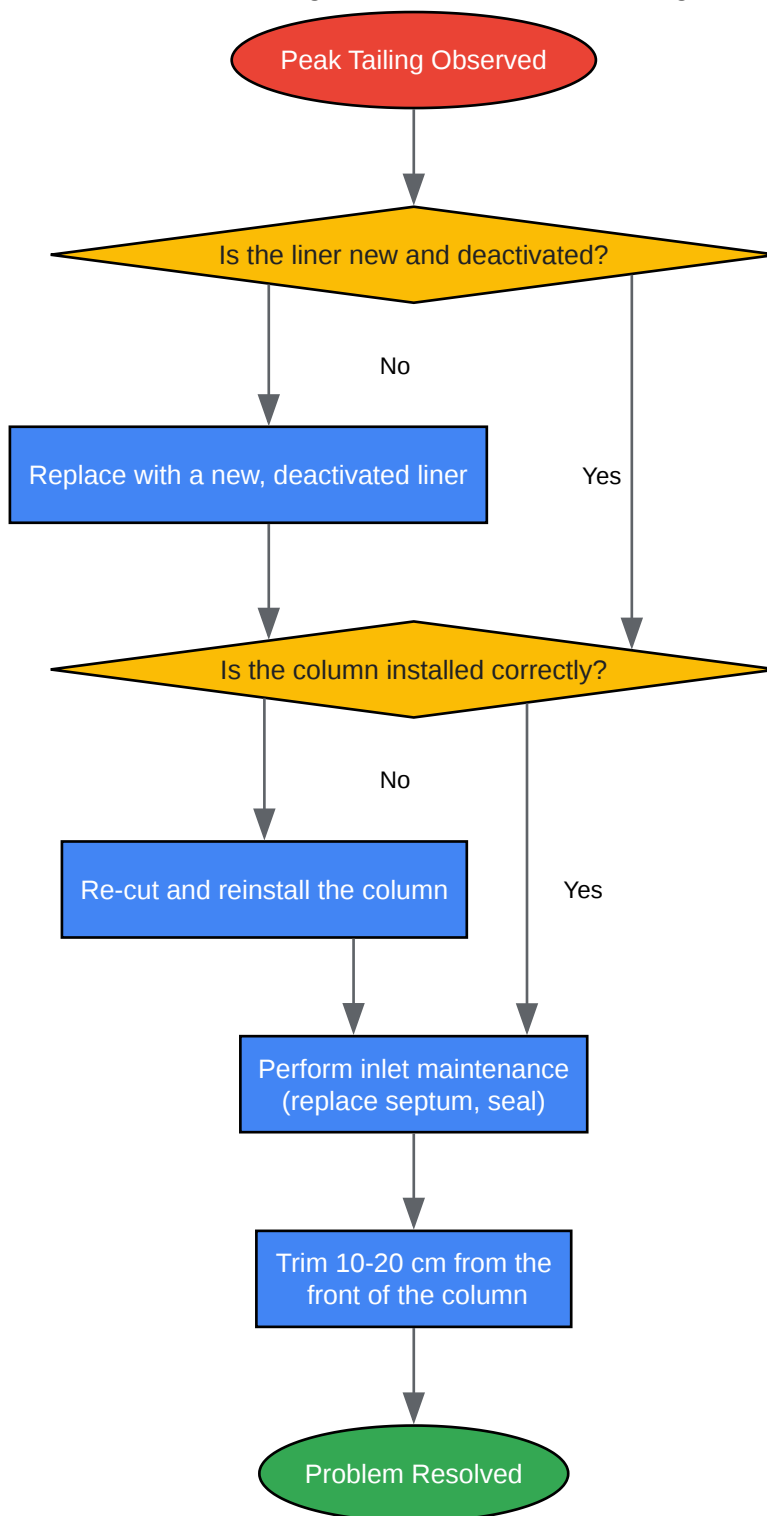 Peak Tailing Observed
Is the liner new and deactivated?
No
Replace with a new, deactivated liner
Yes
Is the column installed correctly?
No
Re-cut and reinstall the column
Yes
Perform inlet maintenance
(replace septum, seal)
Trim 10-20 cm from the
front of the column
Problem Resolved